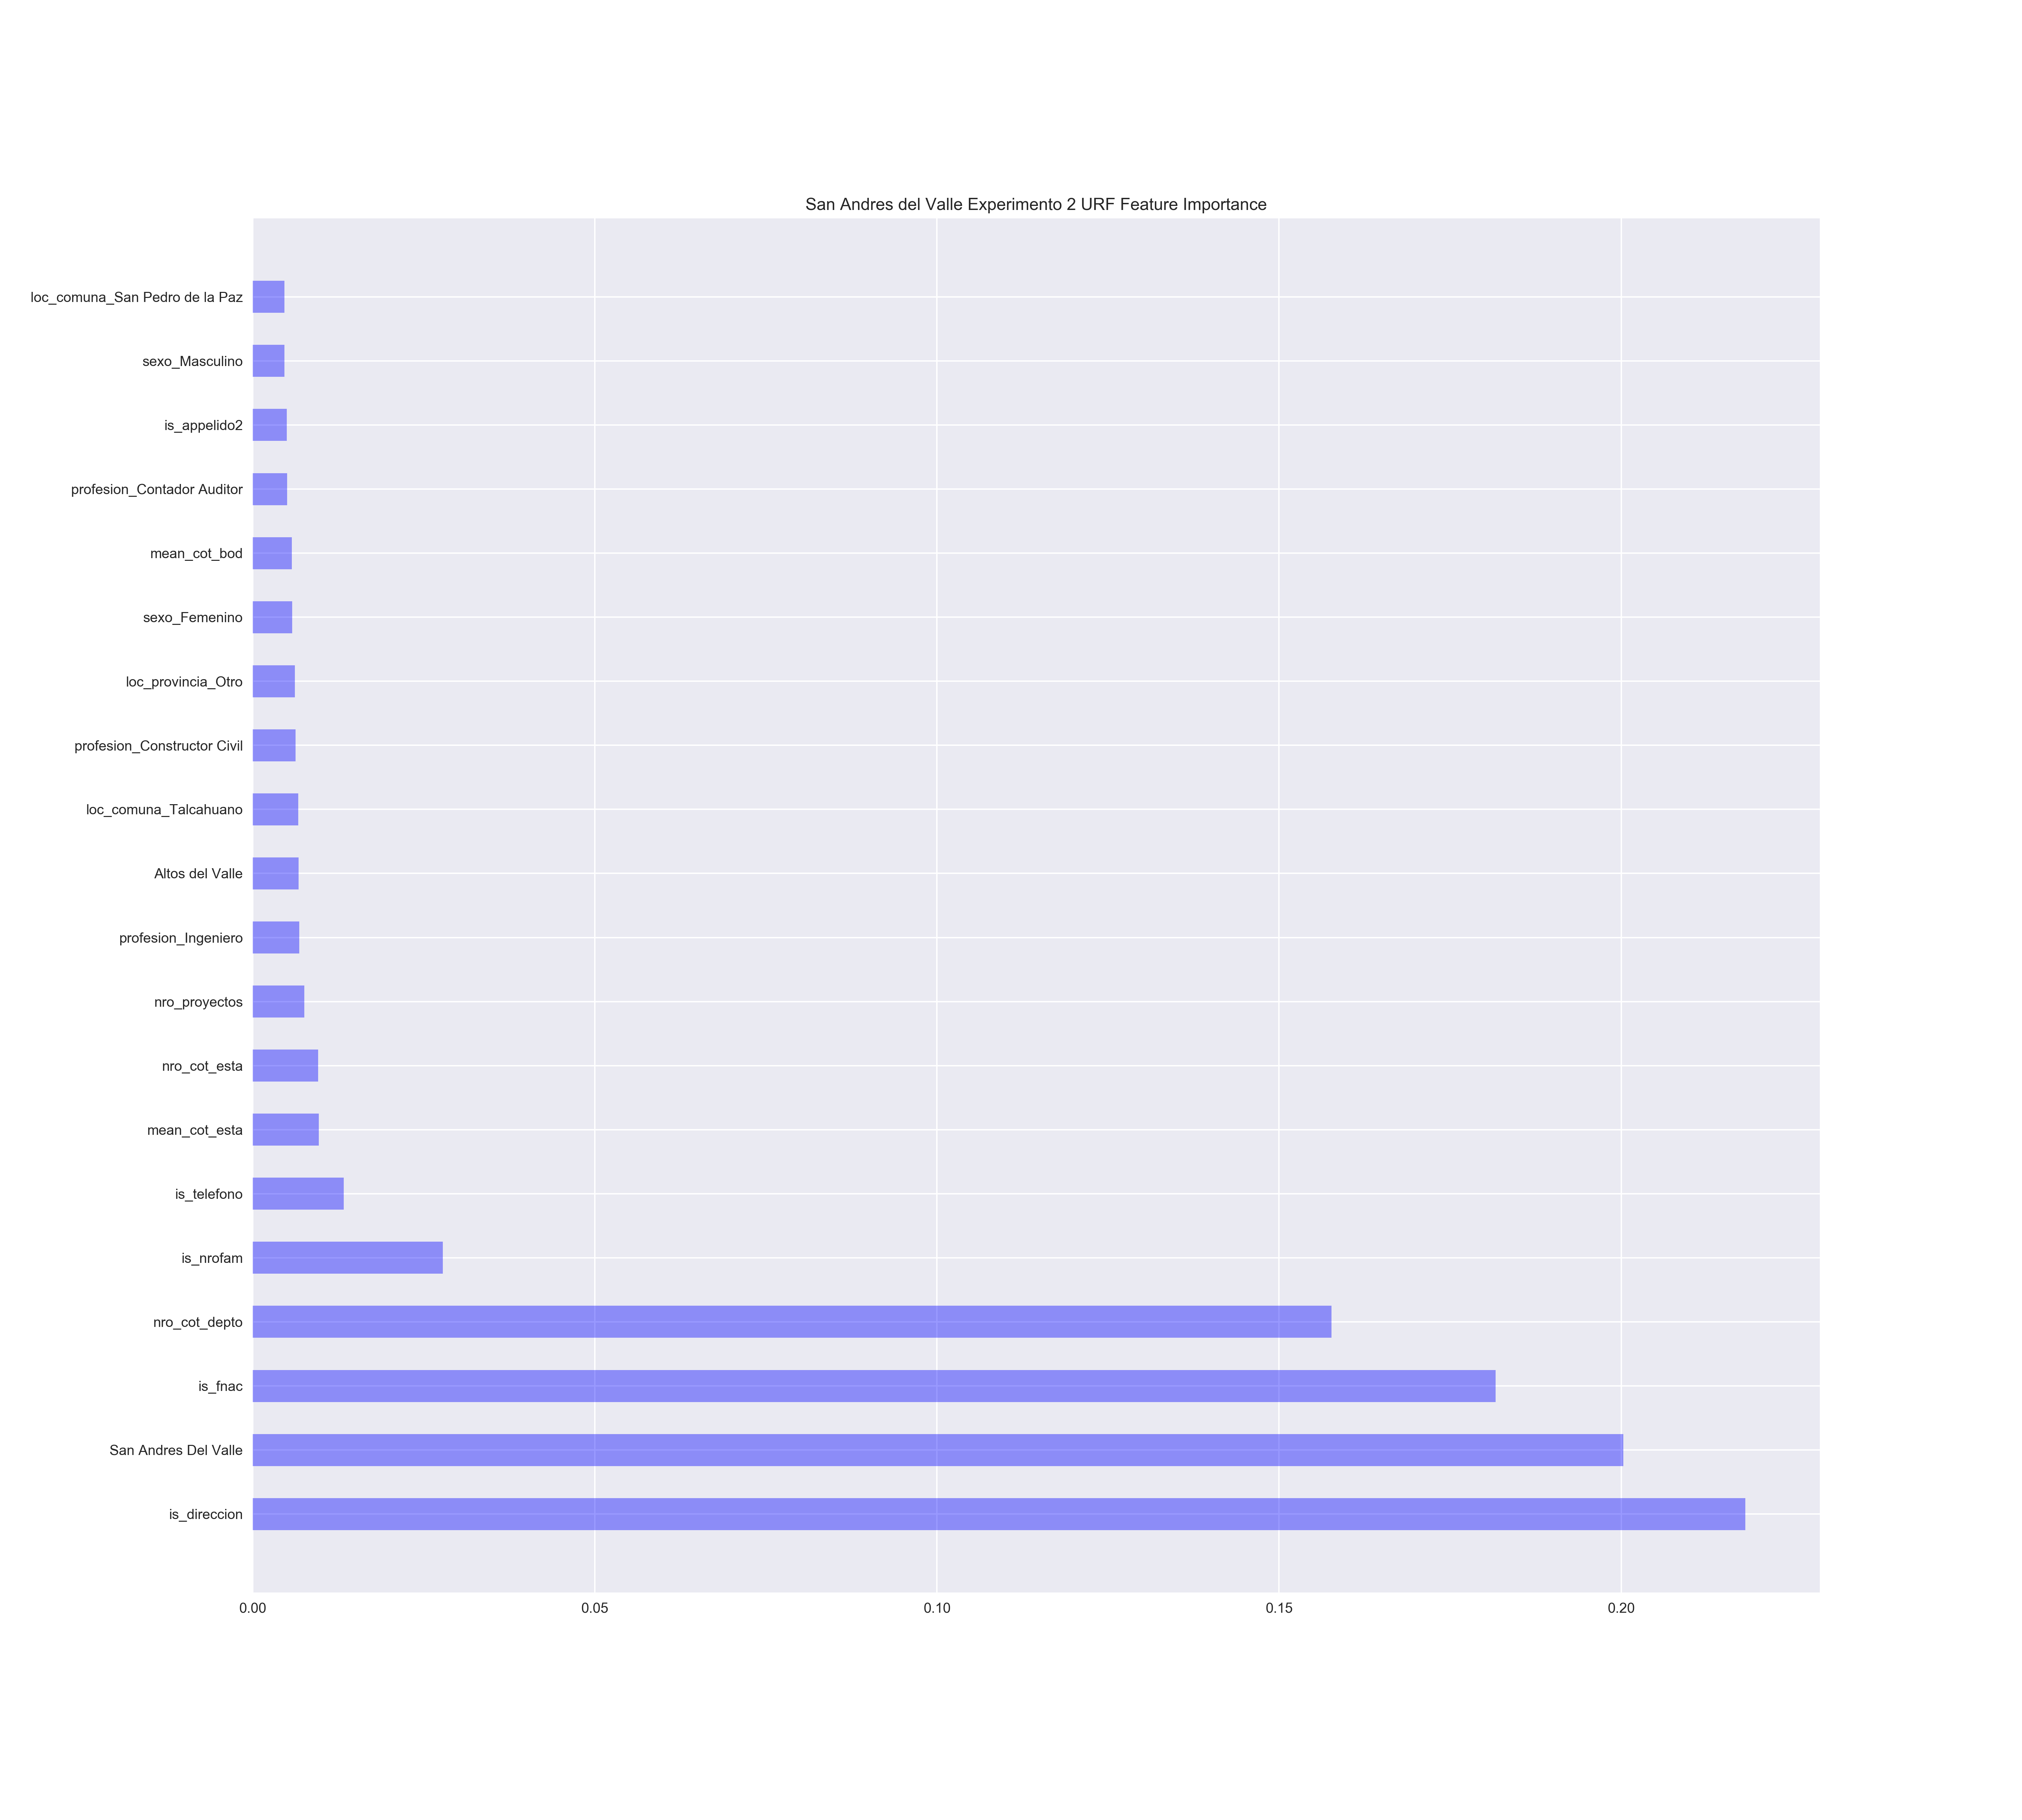 San Andres del Valle Experimento 2 URF Feature Importance
loc_comuna_San Pedro de la Paz
sexo_Masculino
is_appelido2
profesion_Contador Auditor
mean_cot_bod
sexo_Femenino
loc_provincia_Otro
profesion_Constructor Civil
loc_comuna_Talcahuano
Altos del Valle
profesion_Ingeniero
nro_proyectos
nro_cot_esta
mean_cot_esta
is_telefono
is_nrofam
nro_cot_depto
is_fnac
San Andres Del Valle
is_direccion
0.00 0.05 0.10 0.15 0.20